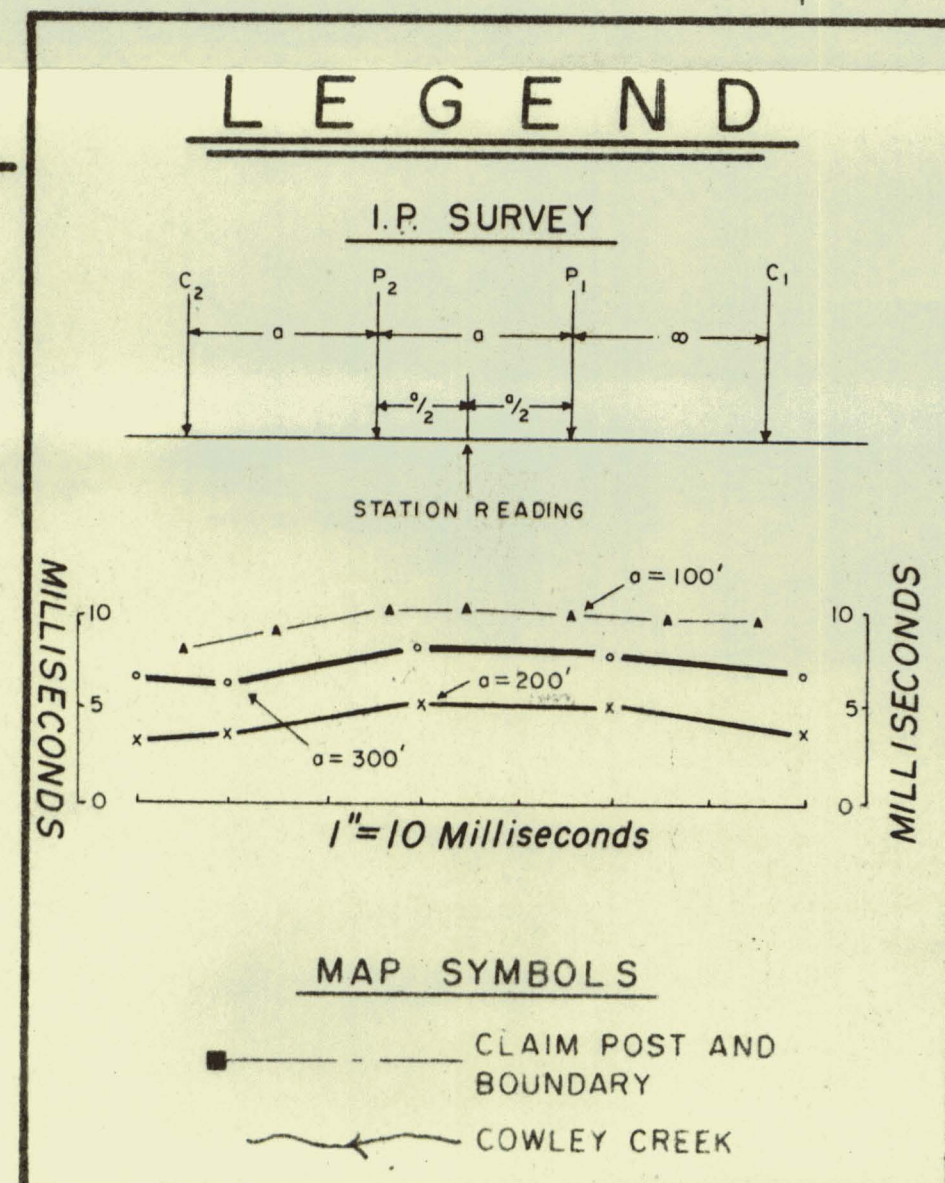 LEGEND
I.P. SURVEY
C2 P2 P1 C1
a a ∞
a/2 a/2
STATION READING
MILLISECONDS
10
5
0
a = 100'
a = 200'
a = 300'
10
5
0
MILLISECONDS
1" = 10 Milliseconds
MAP SYMBOLS
CLAIM POST AND
BOUNDARY
COWLEY CREEK